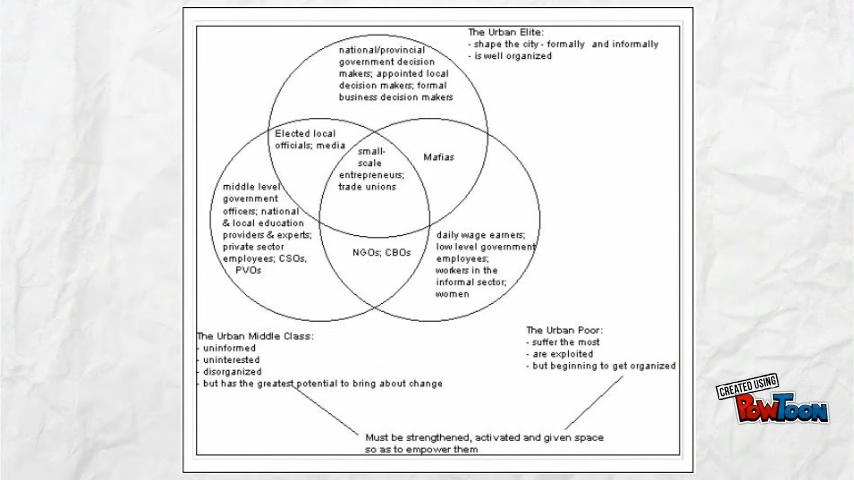 The Urban Elite:
- shape the city - formally and informally
- is well organized
national/provincial
government decision
makers; appointed local
decision makers; formal
business decision makers
Elected local
officials; media
small-
scale
entrepreneurs;
trade unions
Mafias
middle level
government
officers; national
& local education
providers & experts;
private sector
employees; CSOs,
PVOs
NGOs; CBOs
daily wage earners;
low level government
employees;
workers in the
informal sector;
women
The Urban Middle Class:
- uninformed
- uninterested
- disorganized
- but has the greatest potential to bring about change
The Urban Poor:
- suffer the most
- are exploited
- but beginning to get organized
Must be strengthened, activated and given space
so as to empower them
CREATED USING
POWTOON